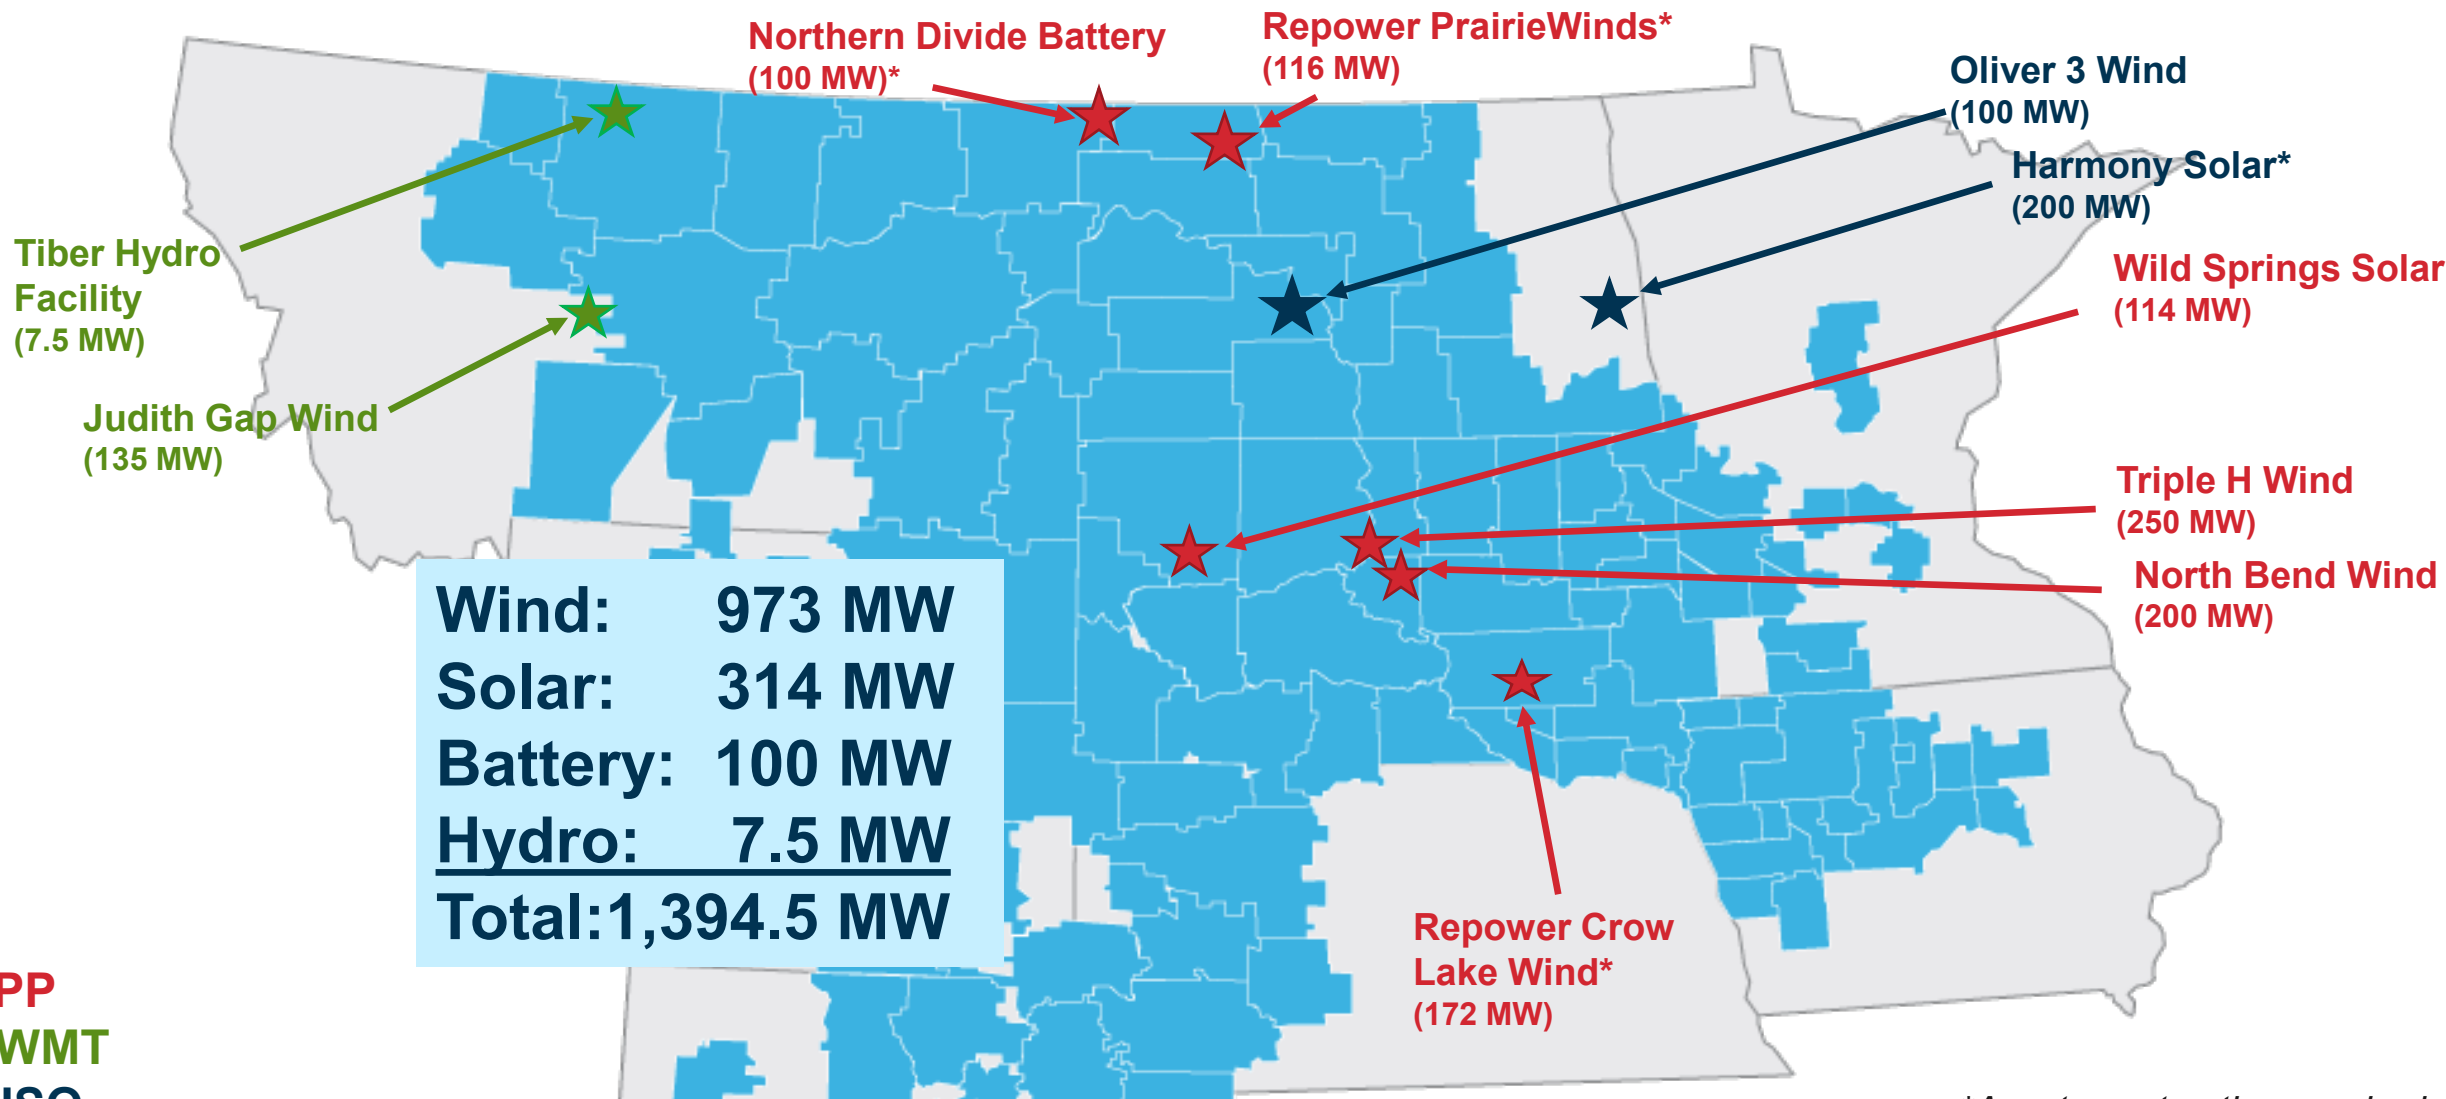 Northern Divide Battery
(100 MW)*
Repower PrairieWinds*
(116 MW)
Oliver 3 Wind
(100 MW)
Harmony Solar*
(200 MW)
Tiber Hydro
Facility
(7.5 MW)
Wild Springs Solar
(114 MW)
Judith Gap Wind
(135 MW)
Triple H Wind
(250 MW)
North Bend Wind
(200 MW)
Wind: 973 MW
Solar: 314 MW
Battery: 100 MW
Hydro: 7.5 MW
Total:1,394.5 MW
Repower Crow
Lake Wind*
(172 MW)
PP
WMT